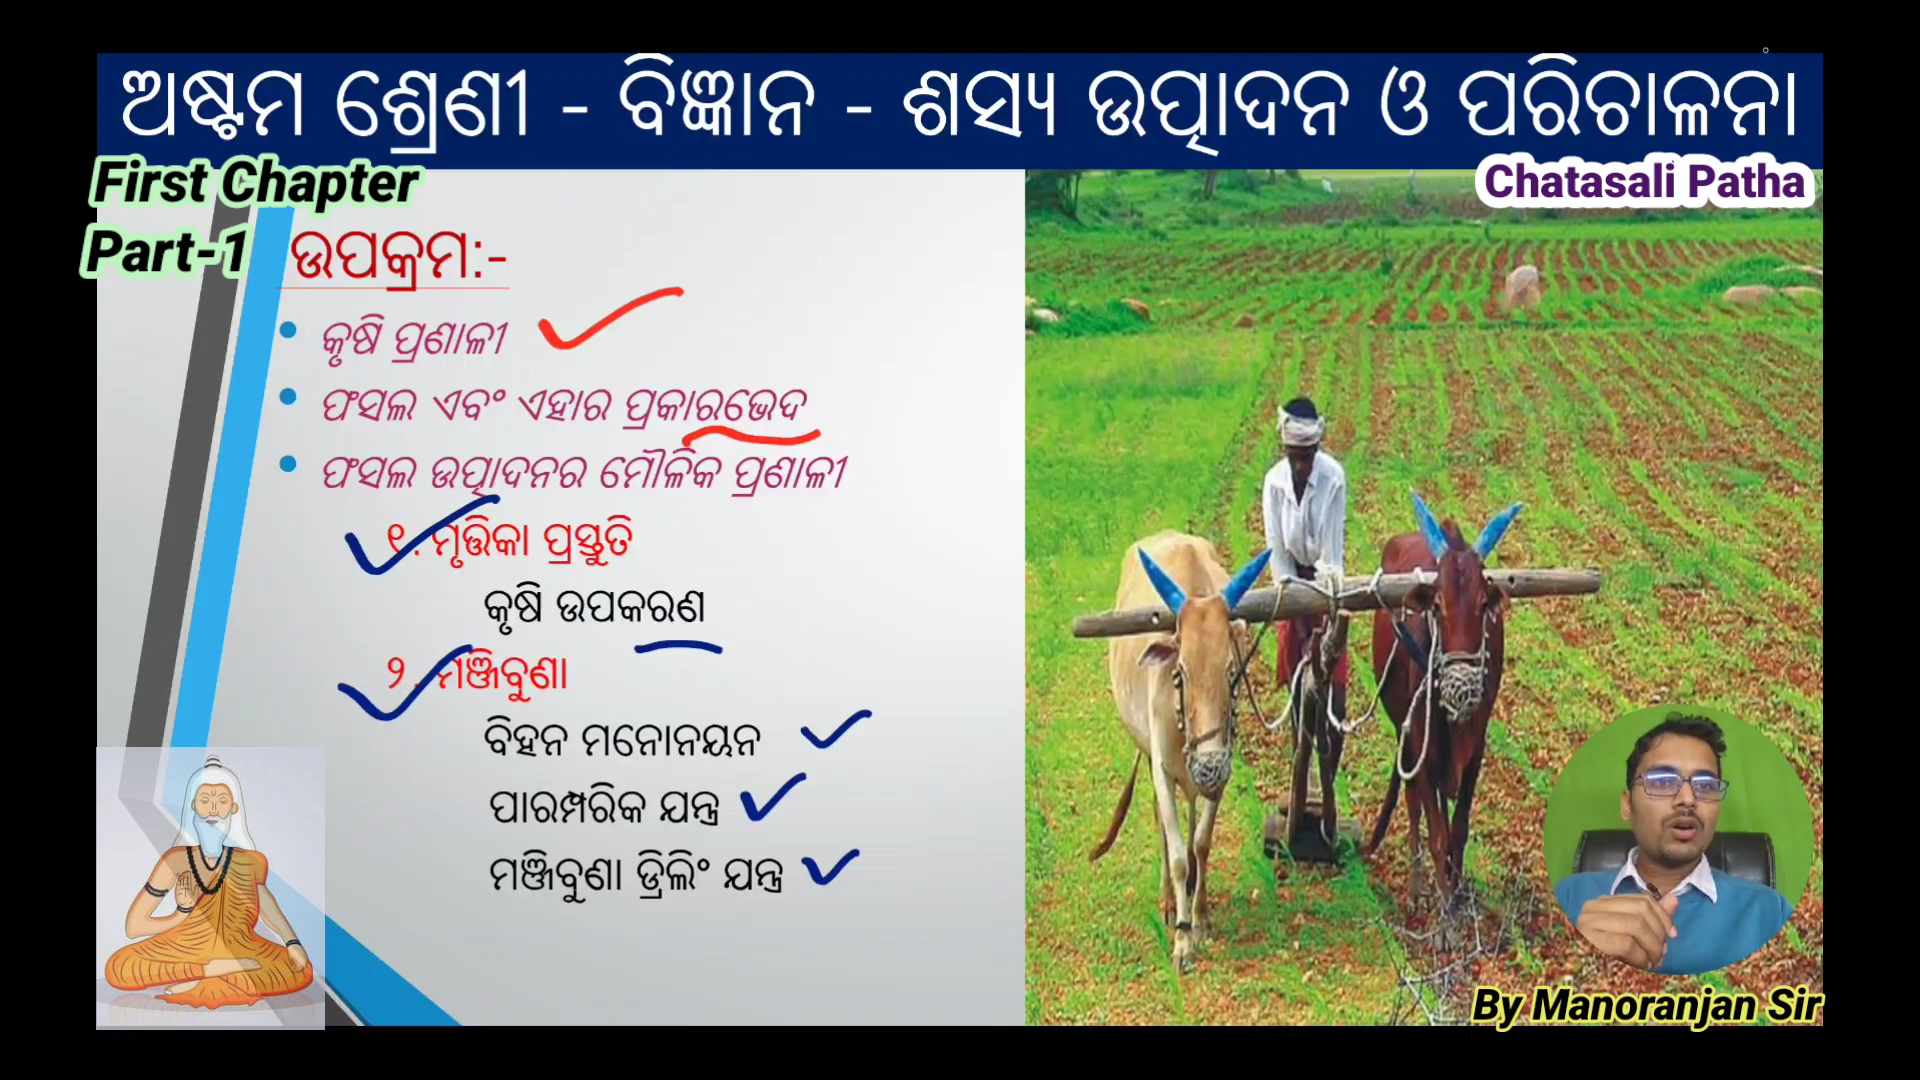 ଅଷ୍ଟମ ଶ୍ରେଣୀ - ବିଜ୍ଞାନ - ଶସ୍ୟ ଉତ୍ପାଦନ ଓ ପରିଚାଳନା
First Chapter
Chatasali Patha
Part-1
ଉପକ୍ରମ:-
• କୃଷି ପ୍ରଣାଳୀ
• ଫସଲ ଏବଂ ଏହାର ପ୍ରକାରଭେଦ
• ଫସଲ ଉତ୍ପାଦନର ମୌଳିକ ପ୍ରଣାଳୀ
୧. ମୃତ୍ତିକା ପ୍ରସ୍ତୁତି
କୃଷି ଉପକରଣ
୨. ମଞ୍ଜିବୁଣା
ବିହନ ମନୋନୟନ
ପାରମ୍ପରିକ ଯନ୍ତ୍ର
ମଞ୍ଜିବୁଣା ଡ୍ରିଲିଂ ଯନ୍ତ୍ର
By Manoranjan Sir